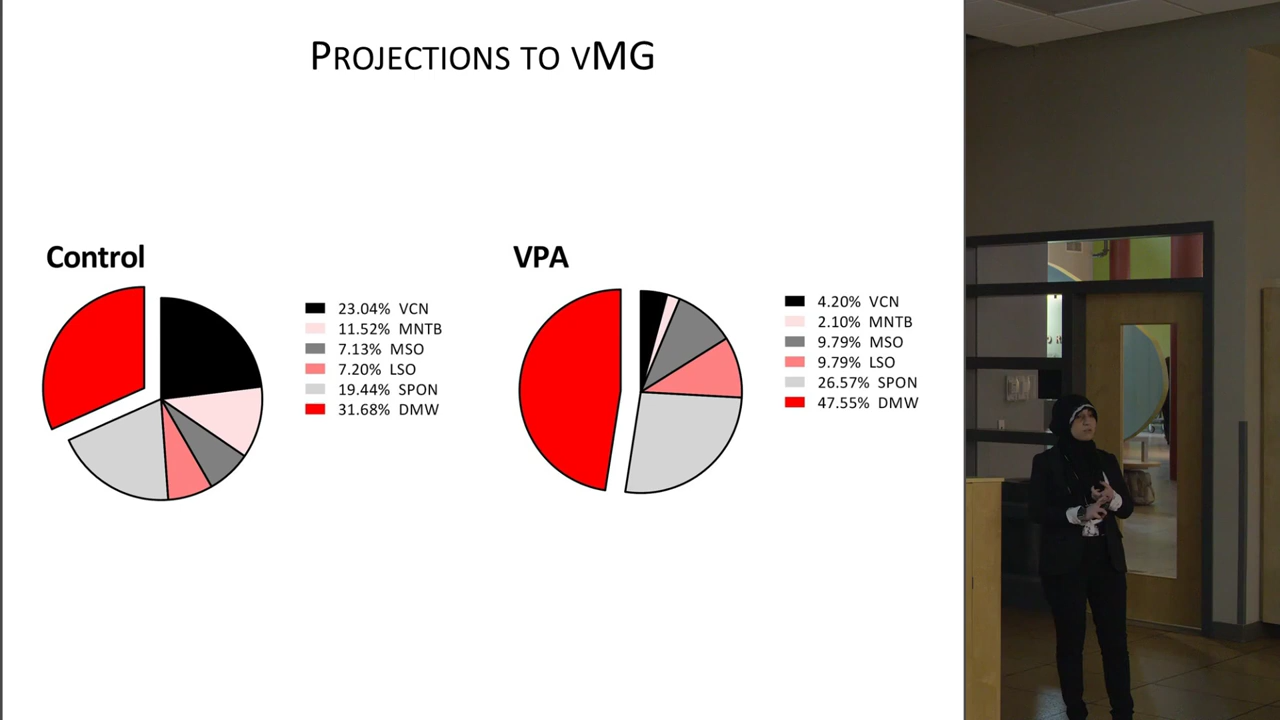 PROJECTIONS TO VMG
Control
23.04% VCN
11.52% MNTB
7.13% MSO
7.20% LSO
19.44% SPON
31.68% DMW
VPA
4.20% VCN
2.10% MNTB
9.79% MSO
9.79% LSO
26.57% SPON
47.55% DMW